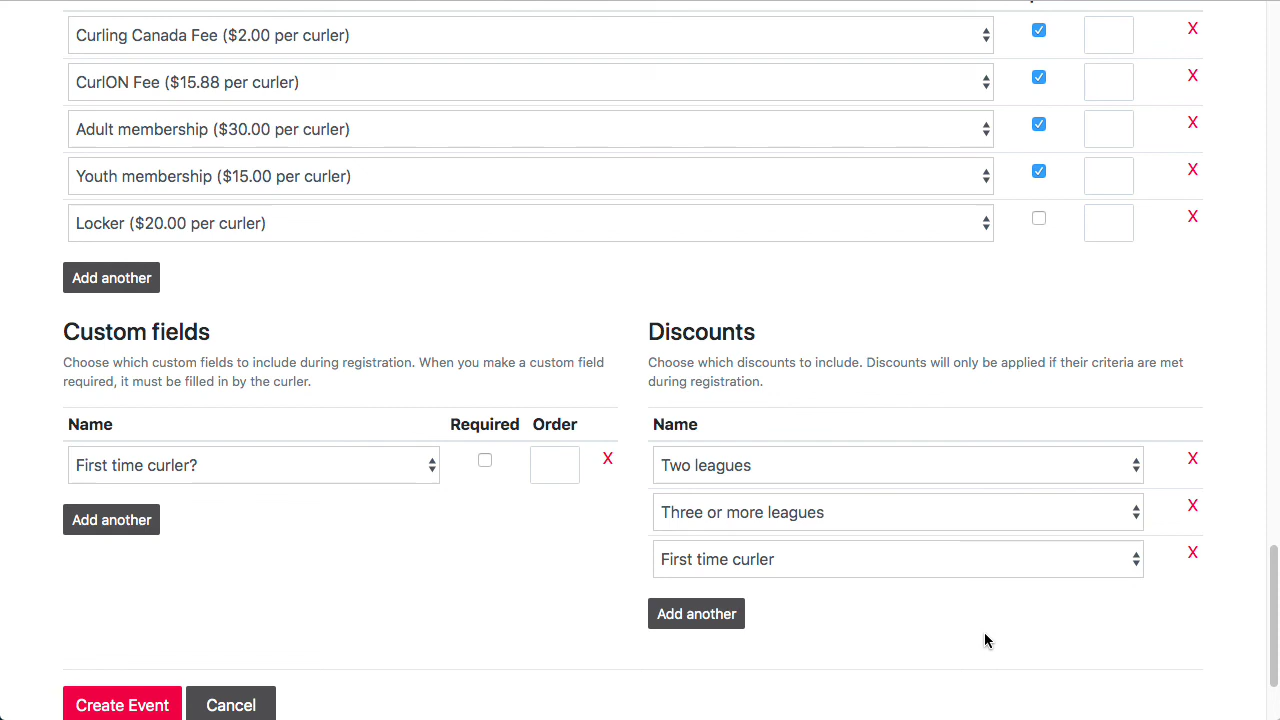 Curling Canada Fee ($2.00 per curler)
X
CurlON Fee ($15.88 per curler)
X
Adult membership ($30.00 per curler)
X
Youth membership ($15.00 per curler)
X
Locker ($20.00 per curler)
X
Add another
Custom fields
Choose which custom fields to include during registration. When you make a custom field
required, it must be filled in by the curler.
Name Required Order
First time curler?
X
Add another
Discounts
Choose which discounts to include. Discounts will only be applied if their criteria are met
during registration.
Name
Two leagues
X
Three or more leagues
X
First time curler
X
Add another
Create Event
Cancel